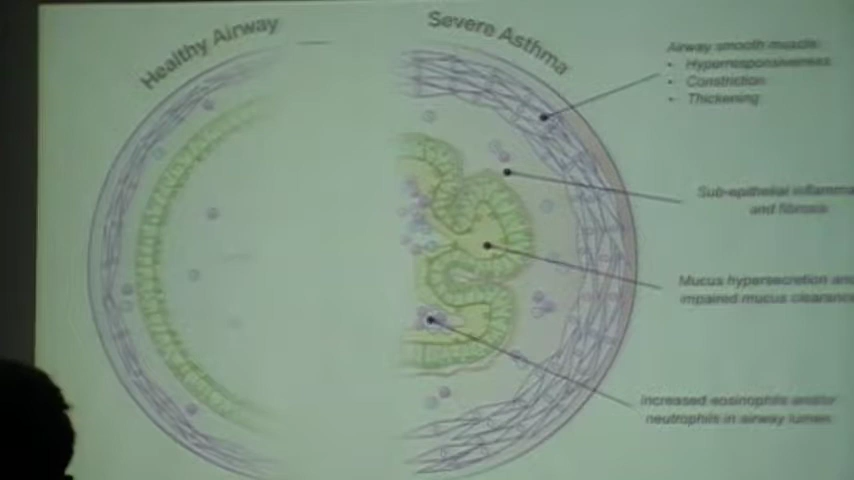 Healthy Airway
Severe Asthma
Airway smooth muscle:
• Hyperresponsiveness
• Constriction
• Thickening
Sub-epithelial inflamma
and fibrosis
Mucus hypersecretion and
impaired mucus clearance
Increased eosinophils and/or
neutrophils in airway lumen